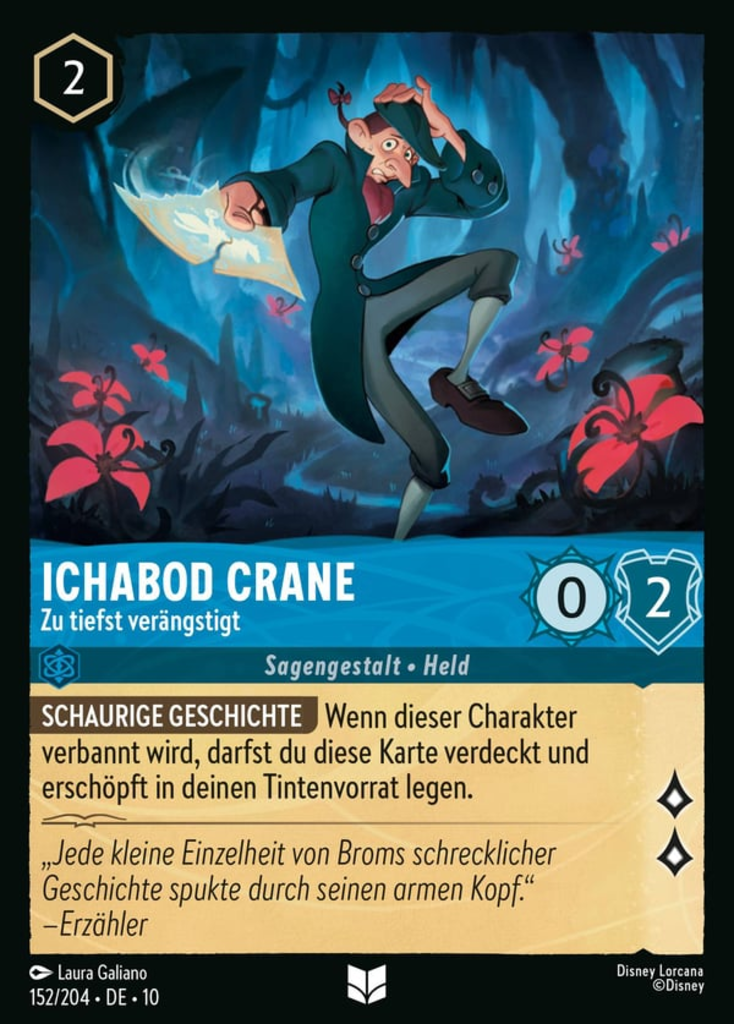 2
ICHABOD CRANE
Zu tiefst verängstigt
0
2
Sagengestalt • Held
SCHAURIGE GESCHICHTE Wenn dieser Charakter
verbannt wird, darfst du diese Karte verdeckt und
erschöpft in deinen Tintenvorrat legen.
„Jede kleine Einzelheit von Broms schrecklicher
Geschichte spukte durch seinen armen Kopf.“
–Erzähler
Laura Galiano
152/204 • DE • 10
Disney Lorcana
©Disney